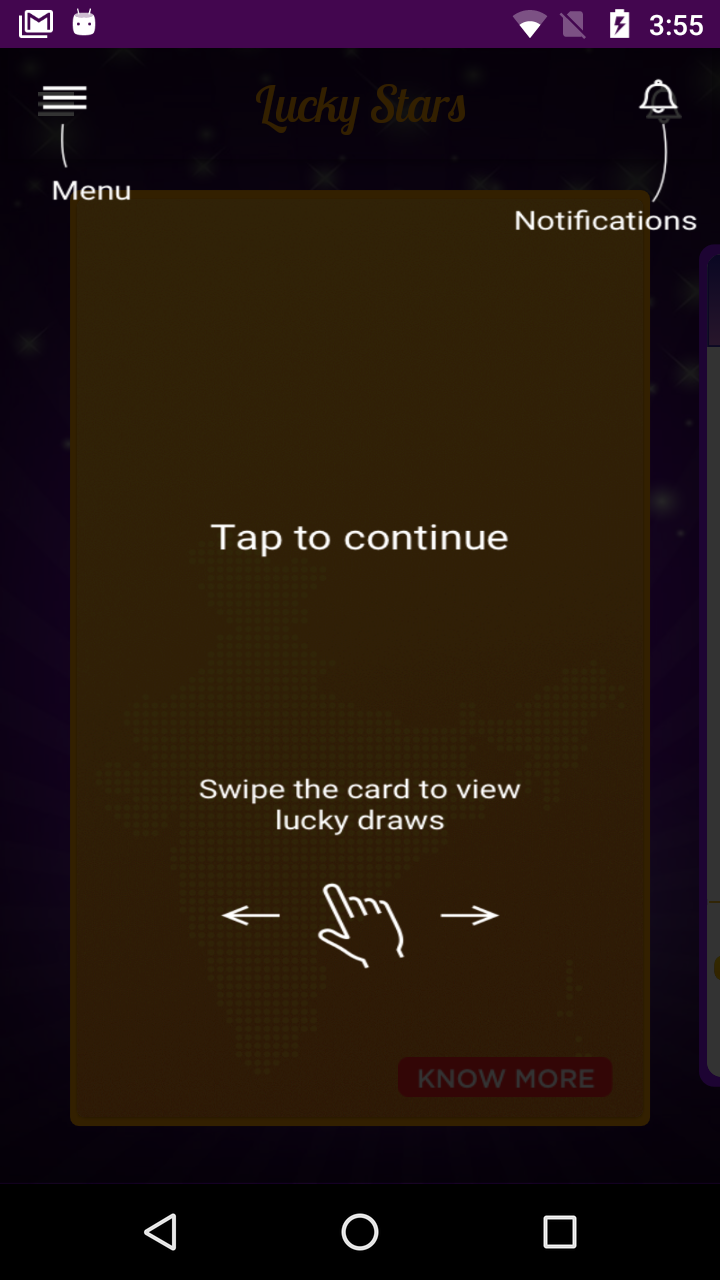 3:55
Lucky Stars
Menu
Notifications
Tap to continue
Swipe the card to view
lucky draws
KNOW MORE